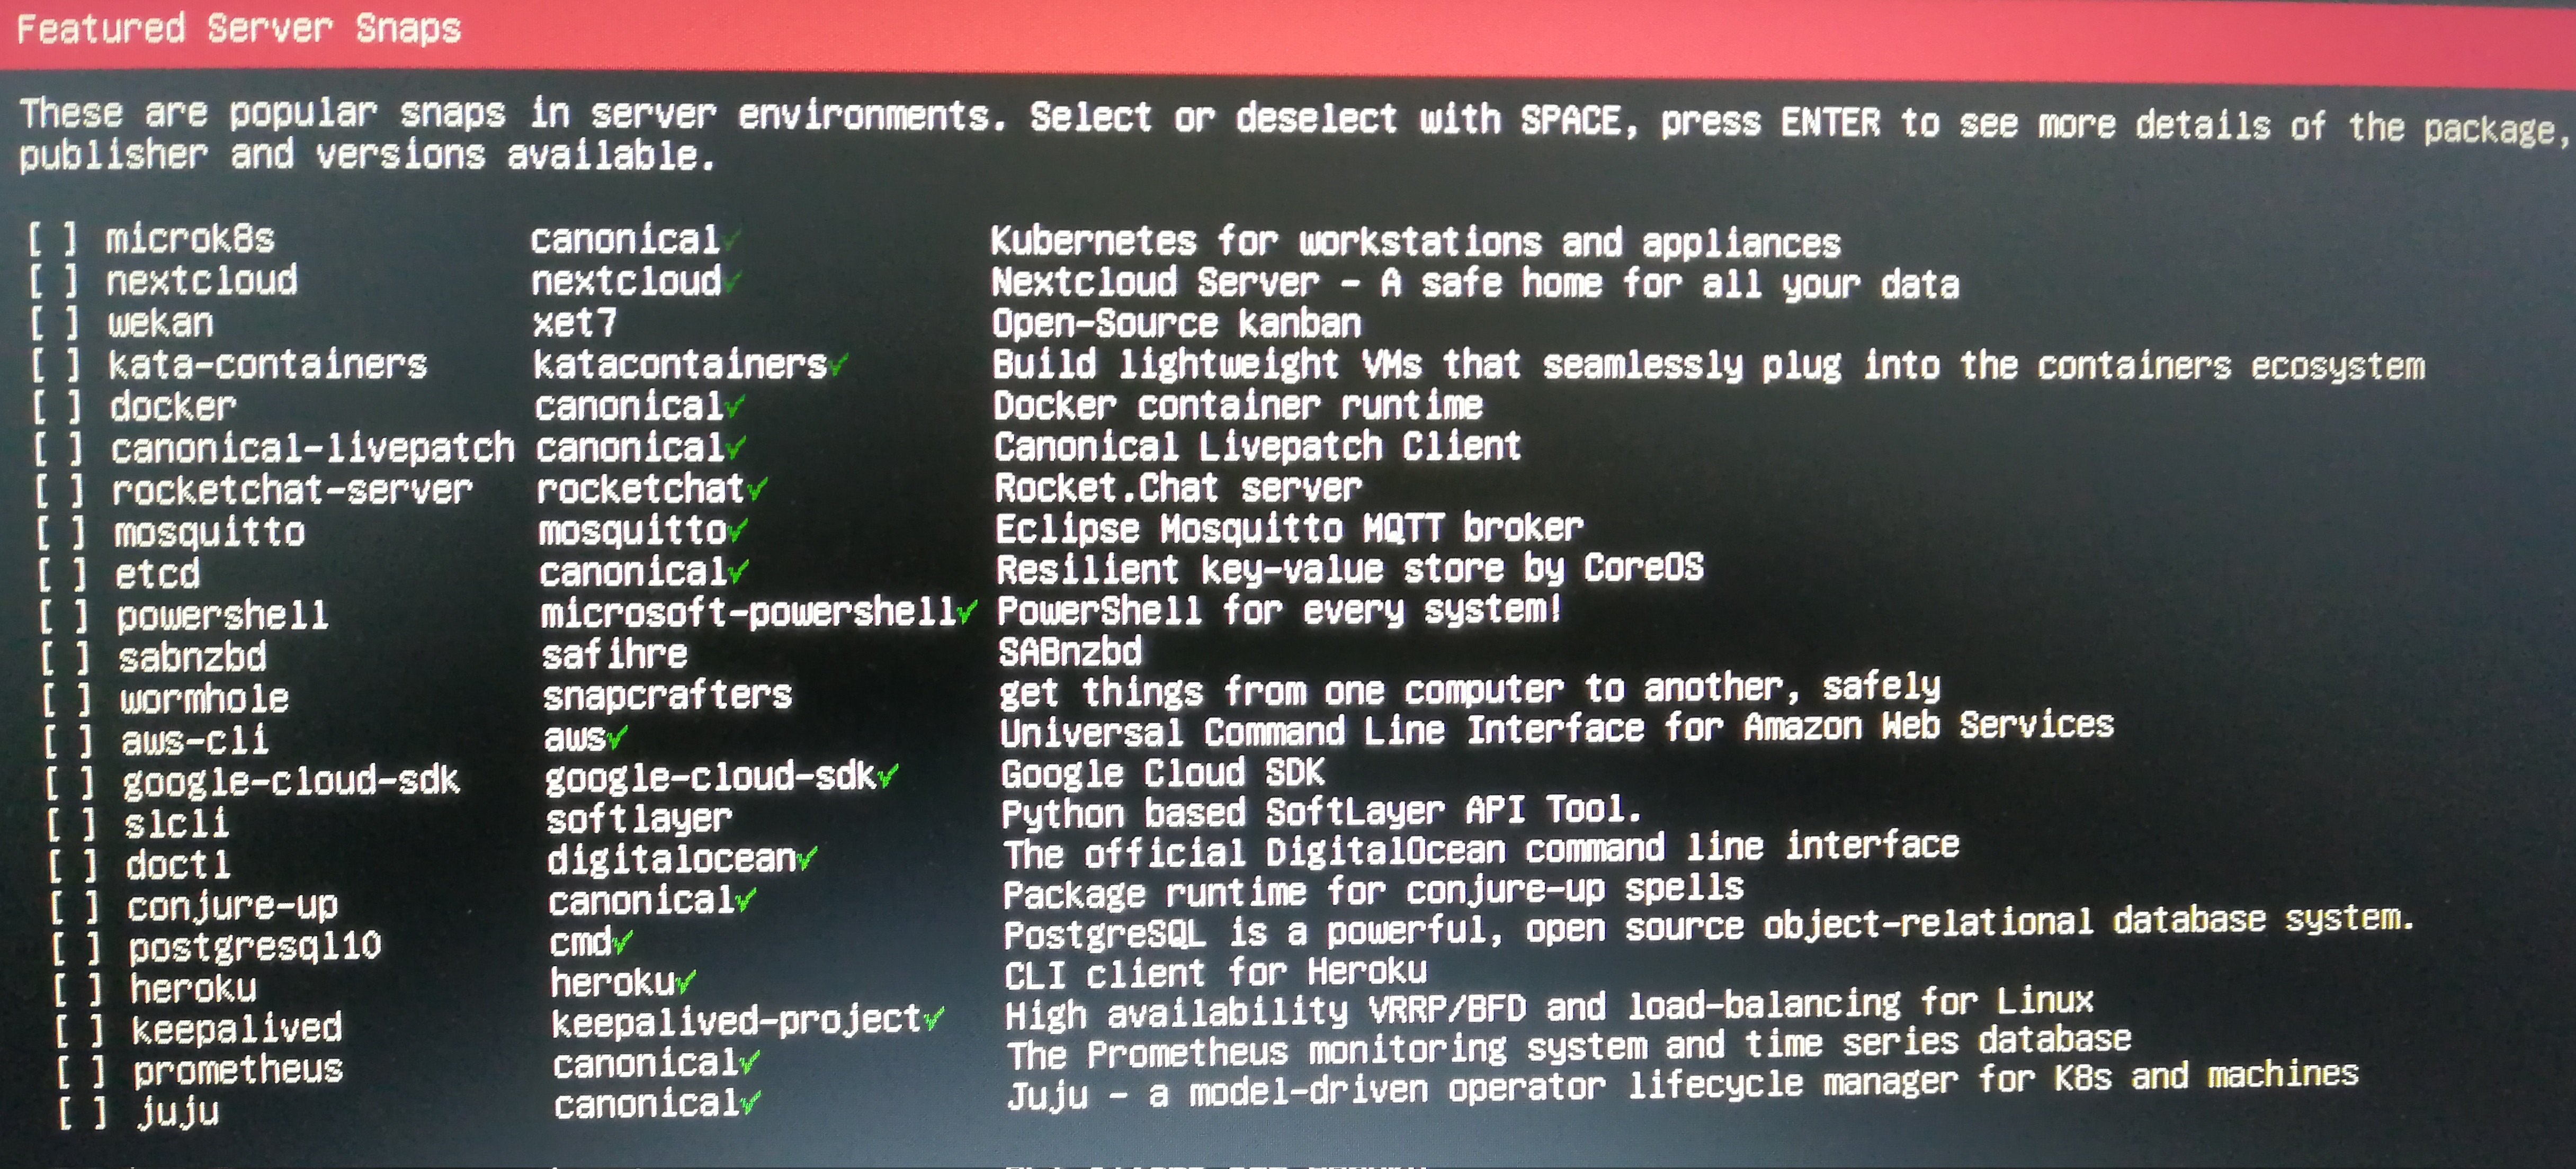 Featured Server Snaps
These are popular snaps in server environments. Select or deselect with SPACE, press ENTER to see more details of the package,
publisher and versions available.
[ ] microk8s canonical✓ Kubernetes for workstations and appliances
[ ] nextcloud nextcloud✓ Nextcloud Server - A safe home for all your data
[ ] wekan xet7 Open-Source kanban
[ ] kata-containers katacontainers✓ Build lightweight VMs that seamlessly plug into the containers ecosystem
[ ] docker canonical✓ Docker container runtime
[ ] canonical-livepatch canonical✓ Canonical Livepatch Client
[ ] rocketchat-server rocketchat✓ Rocket.Chat server
[ ] mosquitto mosquitto✓ Eclipse Mosquitto MQTT broker
[ ] etcd canonical✓ Resilient key-value store by CoreOS
[ ] powershell microsoft-powershell✓ PowerShell for every system!
[ ] sabnzbd safihre SABnzbd
[ ] wormhole snapcrafters get things from one computer to another, safely
[ ] aws-cli aws✓ Universal Command Line Interface for Amazon Web Services
[ ] google-cloud-sdk google-cloud-sdk✓ Google Cloud SDK
[ ] slcli softlayer Python based SoftLayer API Tool.
[ ] doctl digitalocean✓ The official DigitalOcean command line interface
[ ] conjure-up canonical✓ Package runtime for conjure-up spells
[ ] postgresql10 cmd✓ PostgreSQL is a powerful, open source object-relational database system.
[ ] heroku heroku✓ CLI client for Heroku
[ ] keepalived keepalived-project✓ High availability VRRP/BFD and load-balancing for Linux
[ ] prometheus canonical✓ The Prometheus monitoring system and time series database
[ ] juju canonical✓ Juju - a model-driven operator lifecycle manager for K8s and machines